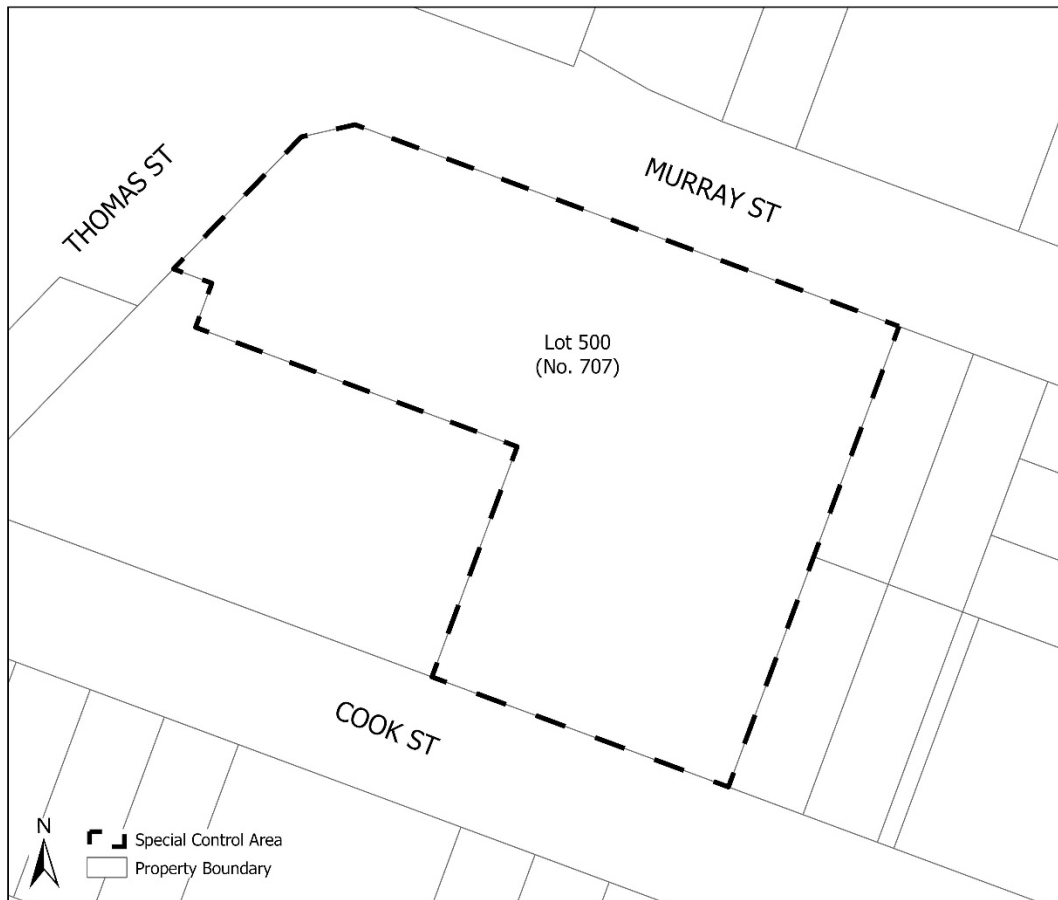 THOMAS ST
MURRAY ST
Lot 500
(No. 707)
COOK ST
N
Special Control Area
Property Boundary